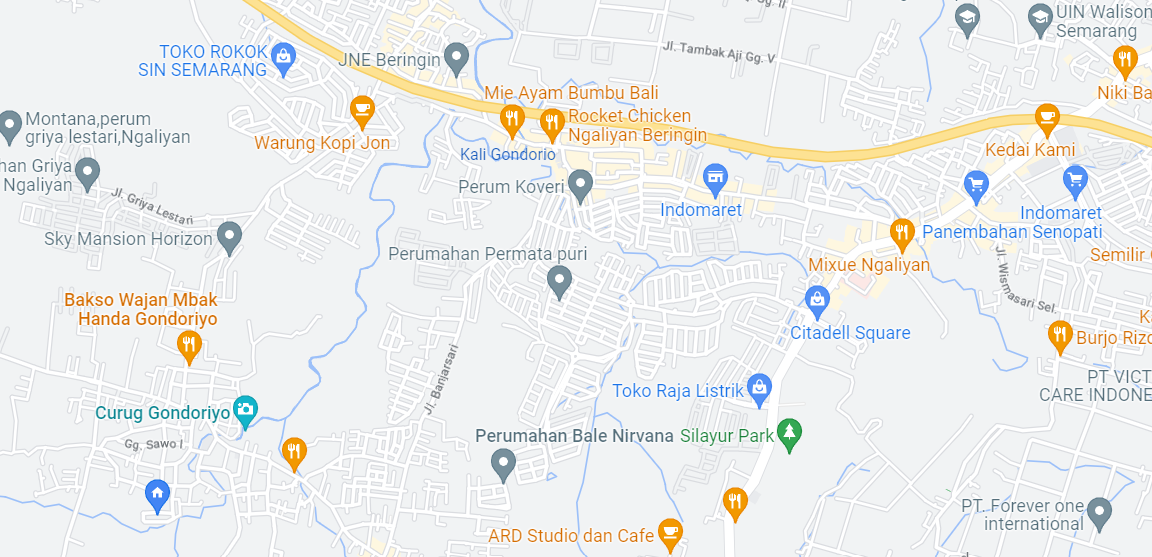 Gg. II
UIN Walison
Semarang
Jl. Tambak Aji Gg. V
TOKO ROKOK
SIN SEMARANG
JNE Beringin
Mie Ayam Bumbu Bali
Niki Ba
Rocket Chicken
Ngaliyan Beringin
Montana,perum
griya lestari,Ngaliyan
Warung Kopi Jon
Kali Gondorio
Kedai Kami
han Griya
Ngaliyan
Jl. Griya Lestari
Perum Koveri
Indomaret
Indomaret
Panembahan Senopati
Sky Mansion Horizon
Perumahan Permata puri
Mixue Ngaliyan
Semilir
Jl. Wismasari Sel.
Bakso Wajan Mbak
Handa Gondoriyo
Citadell Square
Ka
Burjo Rizo
Jl. Banjarsari
PT VICT
CARE INDONE
Toko Raja Listrik
Curug Gondoriyo
Gg. Sawo I
Perumahan Bale Nirvana
Silayur Park
PT. Forever one
international
ARD Studio dan Cafe